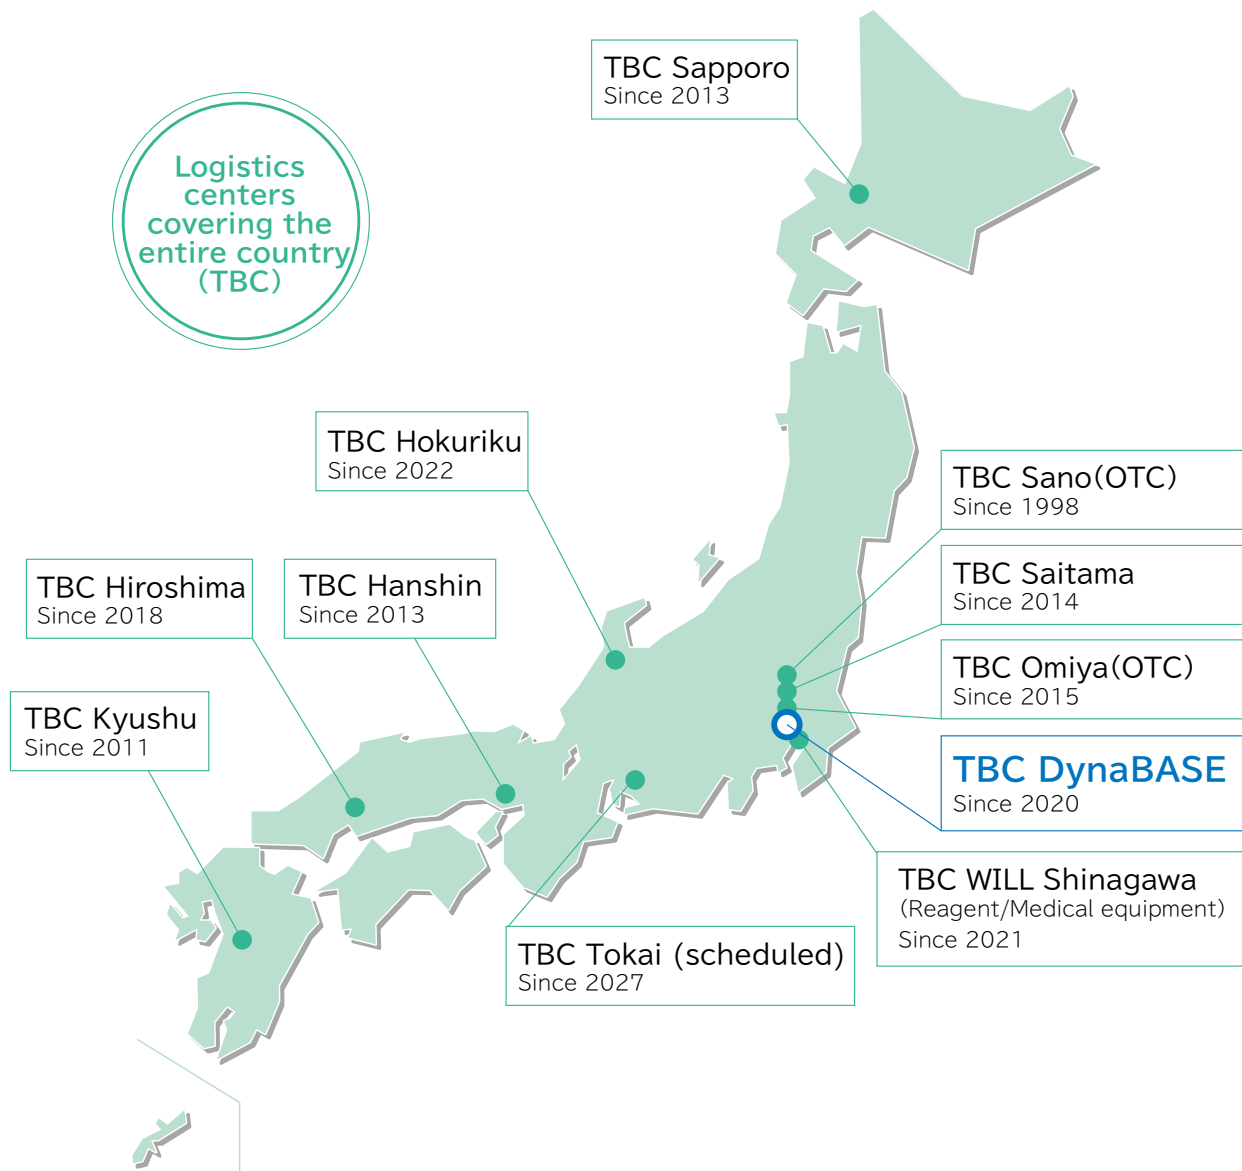 Logistics
centers
covering the
entire country
(TBC)
TBC Sapporo
Since 2013
TBC Hokuriku
Since 2022
TBC Sano(OTC)
Since 1998
TBC Saitama
Since 2014
TBC Hiroshima
Since 2018
TBC Hanshin
Since 2013
TBC Omiya(OTC)
Since 2015
TBC Kyushu
Since 2011
TBC DynaBASE
Since 2020
TBC WILL Shinagawa
(Reagent/Medical equipment)
Since 2021
TBC Tokai (scheduled)
Since 2027